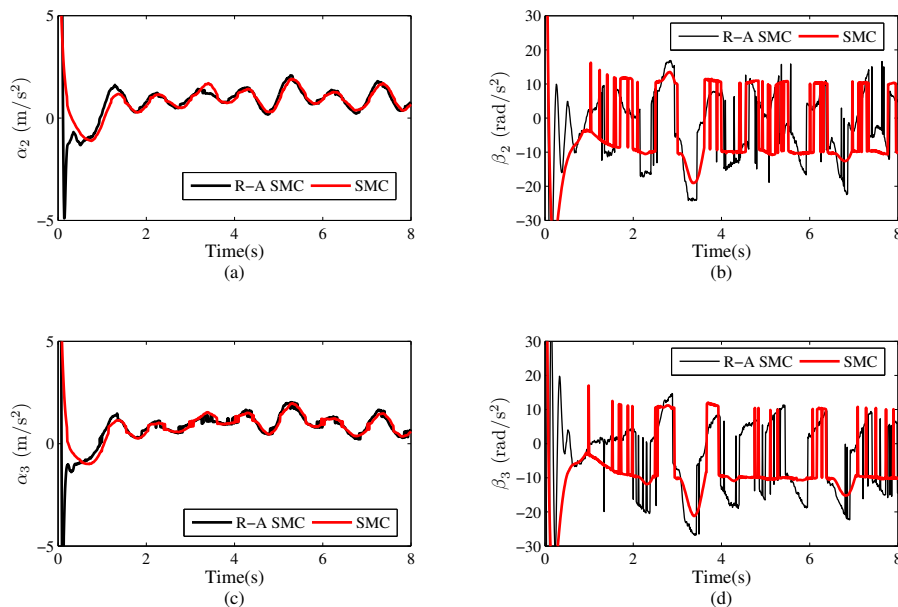 5
0
−5
0 2 4 6 8
α₂ (m/s²)
Time(s)
R−A SMC SMC
(a)
30
20
10
0
−10
−20
−30
0 2 4 6 8
β₂ (rad/s²)
Time(s)
R−A SMC SMC
(b)
5
0
−5
0 2 4 6 8
α₃ (m/s²)
Time(s)
R−A SMC SMC
(c)
30
20
10
0
−10
−20
−30
0 2 4 6 8
β₃ (rad/s²)
Time(s)
R−A SMC SMC
(d)